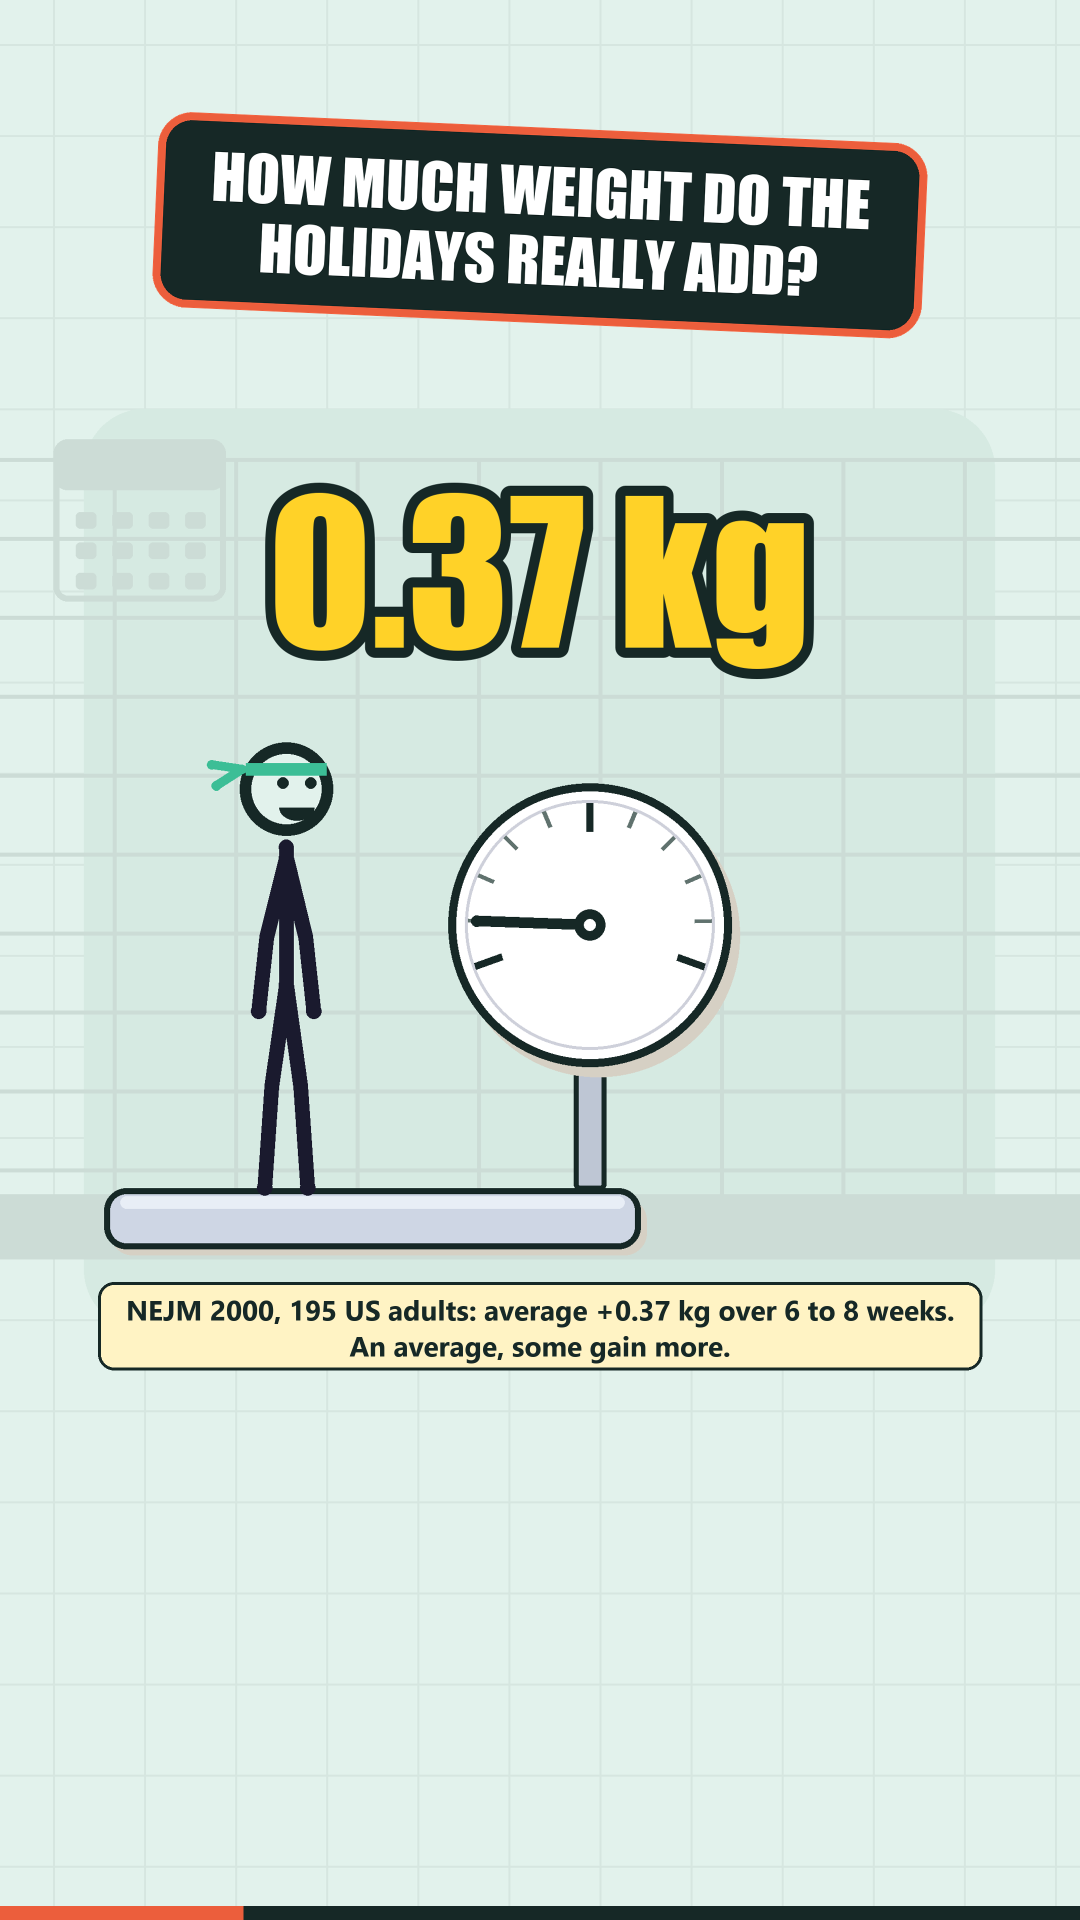 HOW MUCH WEIGHT DO THE
HOLIDAYS REALLY ADD?
0.37 kg
NEJM 2000, 195 US adults: average +0.37 kg over 6 to 8 weeks.
An average, some gain more.